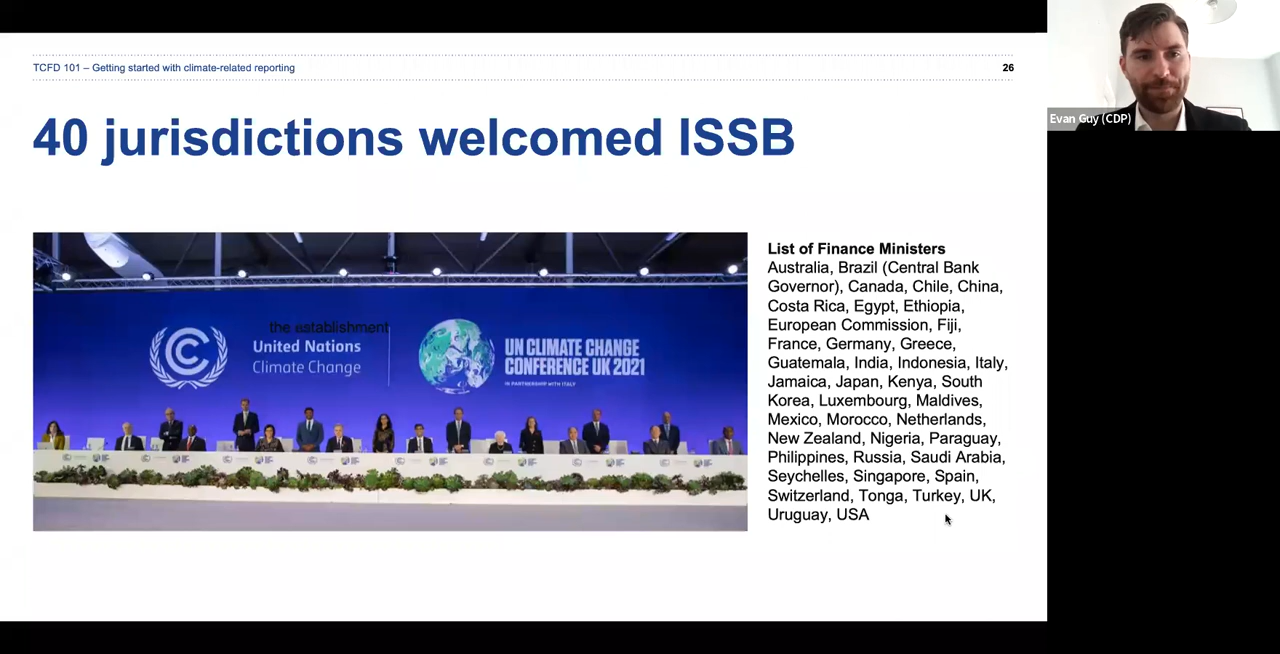 TCFD 101 – Getting started with climate-related reporting
26
Evan Guy (CDP)
40 jurisdictions welcomed ISSB
the establishment
United Nations
Climate Change
UN CLIMATE CHANGE
CONFERENCE UK 2021
IN PARTNERSHIP WITH ITALY
List of Finance Ministers
Australia, Brazil (Central Bank
Governor), Canada, Chile, China,
Costa Rica, Egypt, Ethiopia,
European Commission, Fiji,
France, Germany, Greece,
Guatemala, India, Indonesia, Italy,
Jamaica, Japan, Kenya, South
Korea, Luxembourg, Maldives,
Mexico, Morocco, Netherlands,
New Zealand, Nigeria, Paraguay,
Philippines, Russia, Saudi Arabia,
Seychelles, Singapore, Spain,
Switzerland, Tonga, Turkey, UK,
Uruguay, USA